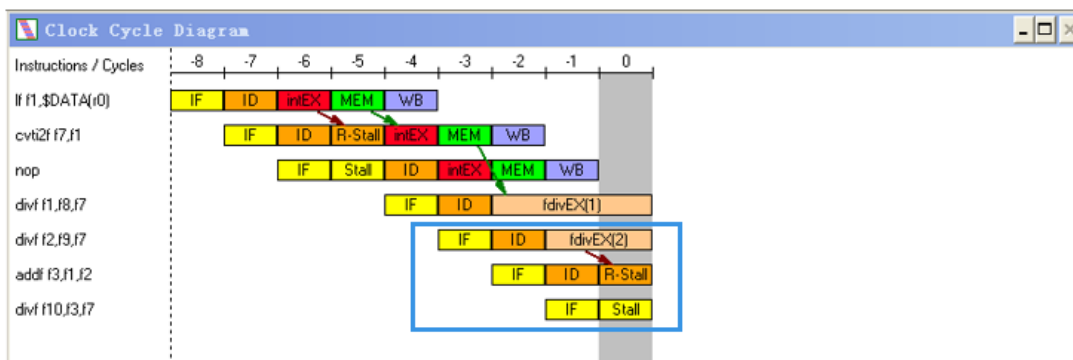 Clock Cycle Diagram
Instructions / Cycles -8 -7 -6 -5 -4 -3 -2 -1 0
lf f1,$DATA(r0) IF ID intEX MEM WB
cvti2f f7,f1 IF ID R-Stall intEX MEM WB
nop IF Stall ID intEX MEM WB
divf f1,f8,f7 IF ID fdivEX(1)
divf f2,f9,f7 IF ID fdivEX(2)
addf f3,f1,f2 IF ID R-Stall
divf f10,f3,f7 IF Stall